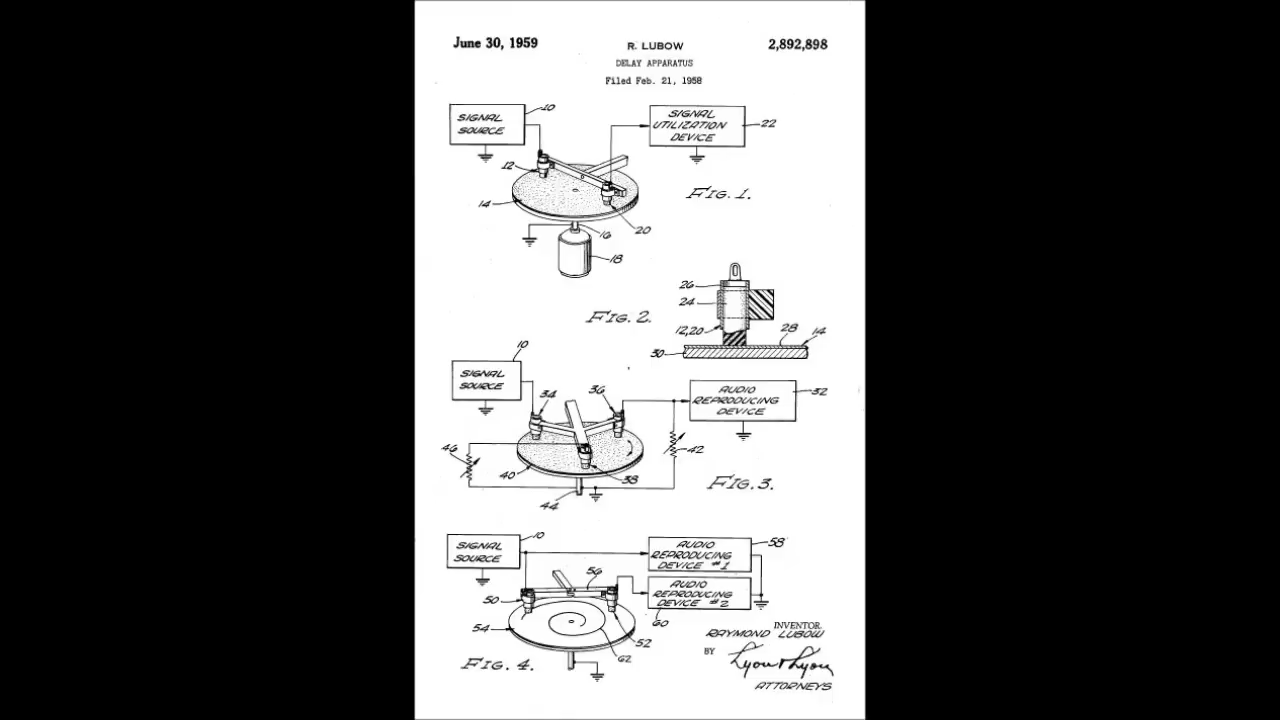 June 30, 1959
R. LUBOW
2,892,898
DELAY APPARATUS
Filed Feb. 21, 1958
SIGNAL SOURCE
10
SIGNAL UTILIZATION DEVICE
22
12
14
16
18
20
FIG. 1.
26
24
12,20
28
14
30
FIG. 2.
10
SIGNAL SOURCE
34
36
AUDIO REPRODUCING DEVICE
32
46
42
40
38
44
FIG. 3.
SIGNAL SOURCE
10
AUDIO REPRODUCING DEVICE #1
58
56
AUDIO REPRODUCING DEVICE #2
50
60
54
52
62
FIG. 4.
INVENTOR.
RAYMOND LUBOW
BY
Lyon & Lyon
ATTORNEYS